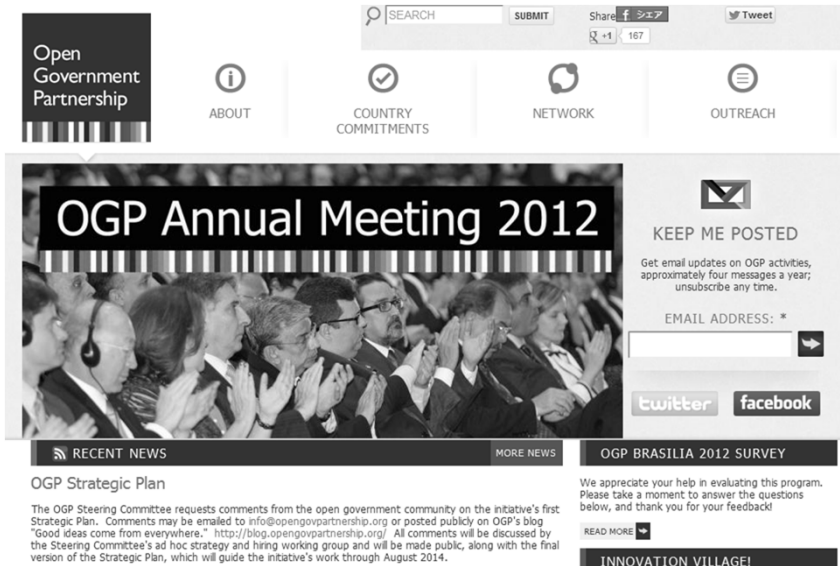 SEARCH
SUBMIT
Share
シェア
Tweet
+1
167
Open
Government
Partnership
ABOUT
COUNTRY
COMMITMENTS
NETWORK
OUTREACH
OGP Annual Meeting 2012
KEEP ME POSTED
Get email updates on OGP activities,
approximately four messages a year;
unsubscribe any time.
EMAIL ADDRESS: *
twitter
facebook
RECENT NEWS
MORE NEWS
OGP Strategic Plan
The OGP Steering Committee requests comments from the open government community on the initiative's first
Strategic Plan. Comments may be emailed to info@opengovpartnership.org or posted publicly on OGP's blog
"Good ideas come from everywhere." http://blog.opengovpartnership.org/ All comments will be discussed by
the Steering Committee's ad hoc strategy and hiring working group and will be made public, along with the final
version of the Strategic Plan, which will guide the initiative's work through August 2014.
OGP BRASILIA 2012 SURVEY
We appreciate your help in evaluating this program.
Please take a moment to answer the questions
below, and thank you for your feedback!
READ MORE
INNOVATION VILLAGE!